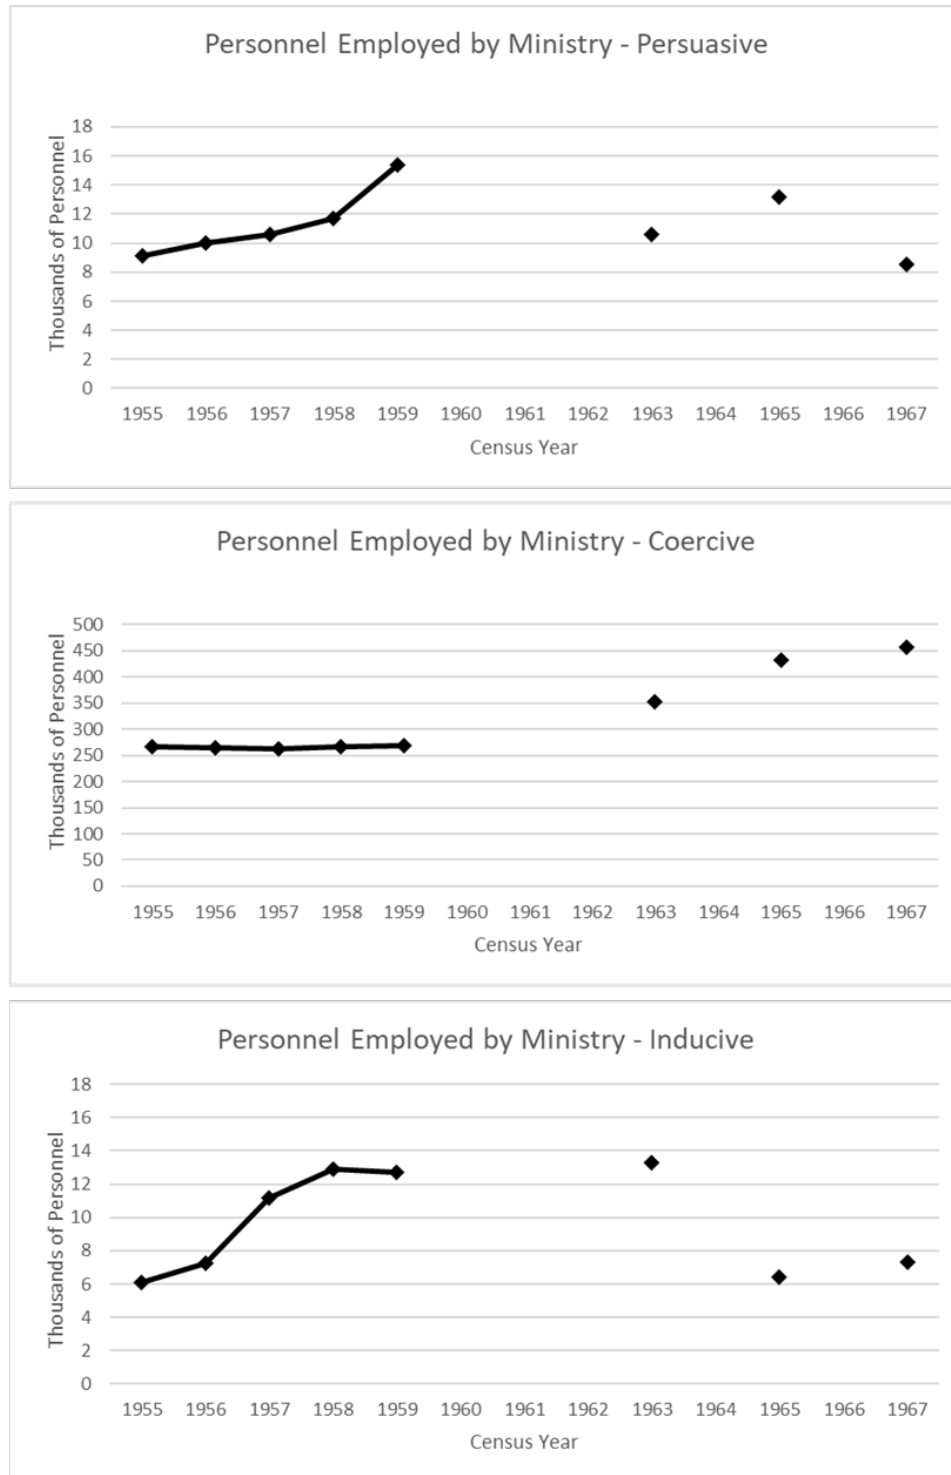 Personnel Employed by Ministry - Persuasive
Thousands of Personnel
18
16
14
12
10
8
6
4
2
0
1955 1956 1957 1958 1959 1960 1961 1962 1963 1964 1965 1966 1967
Census Year
Personnel Employed by Ministry - Coercive
Thousands of Personnel
500
450
400
350
300
250
200
150
100
50
0
1955 1956 1957 1958 1959 1960 1961 1962 1963 1964 1965 1966 1967
Census Year
Personnel Employed by Ministry - Inducive
Thousands of Personnel
18
16
14
12
10
8
6
4
2
0
1955 1956 1957 1958 1959 1960 1961 1962 1963 1964 1965 1966 1967
Census Year